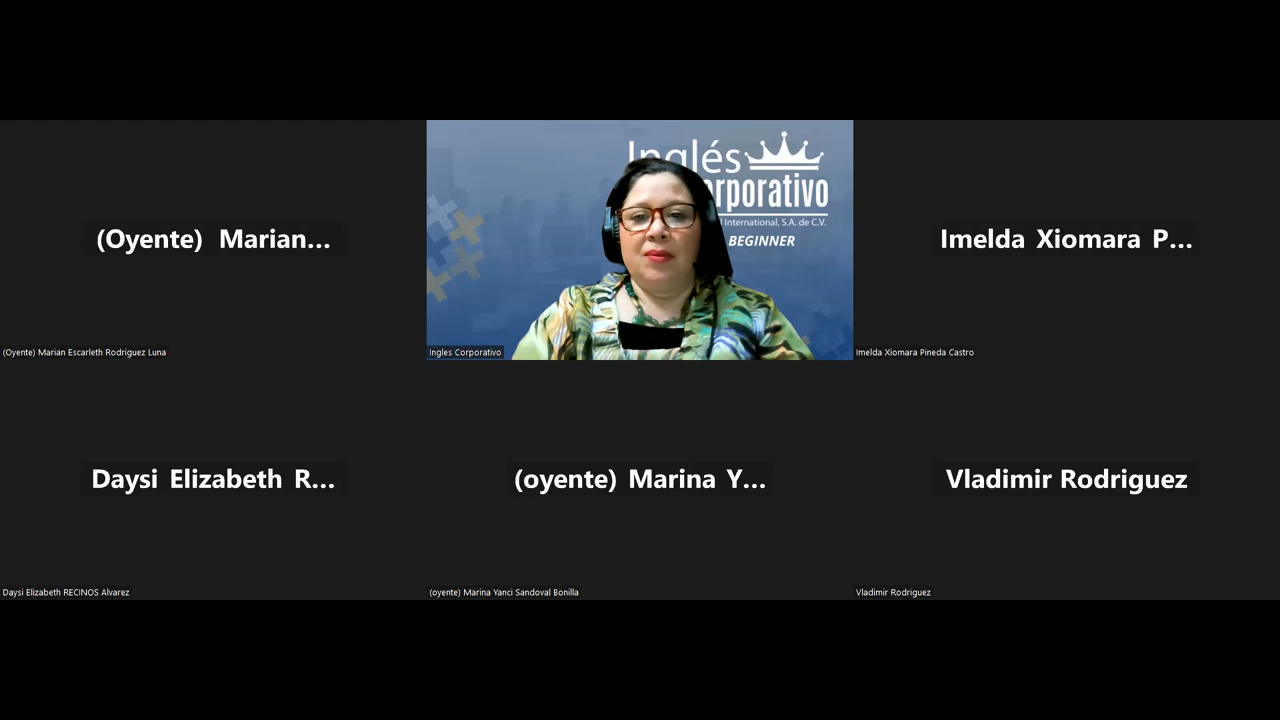 (Oyente) Marian...
(Oyente) Marian Escarleth Rodriguez Luna
Inglés
orporativo
l International, S.A. de C.V.
BEGINNER
Ingles Corporativo
Imelda Xiomara P...
Imelda Xiomara Pineda Castro
Daysi Elizabeth R...
Daysi Elizabeth RECINOS Alvarez
(oyente) Marina Y...
(oyente) Marina Yanci Sandoval Bonilla
Vladimir Rodriguez
Vladimir Rodriguez